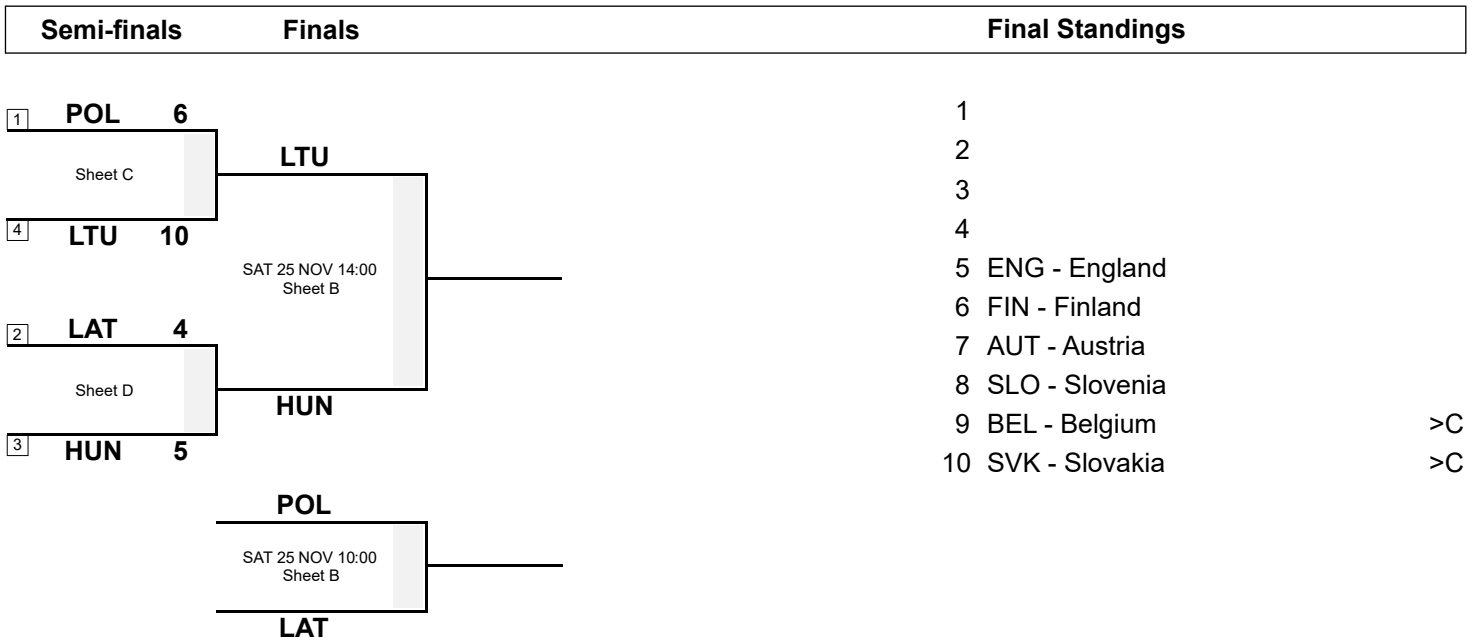 Semi-finals Finals Final Standings
1 POL 6
Sheet C
4 LTU 10
LTU
SAT 25 NOV 14:00
Sheet B
2 LAT 4
Sheet D
3 HUN 5
HUN
POL
SAT 25 NOV 10:00
Sheet B
LAT
1
2
3
4
5 ENG - England
6 FIN - Finland
7 AUT - Austria
8 SLO - Slovenia
9 BEL - Belgium >C
10 SVK - Slovakia >C